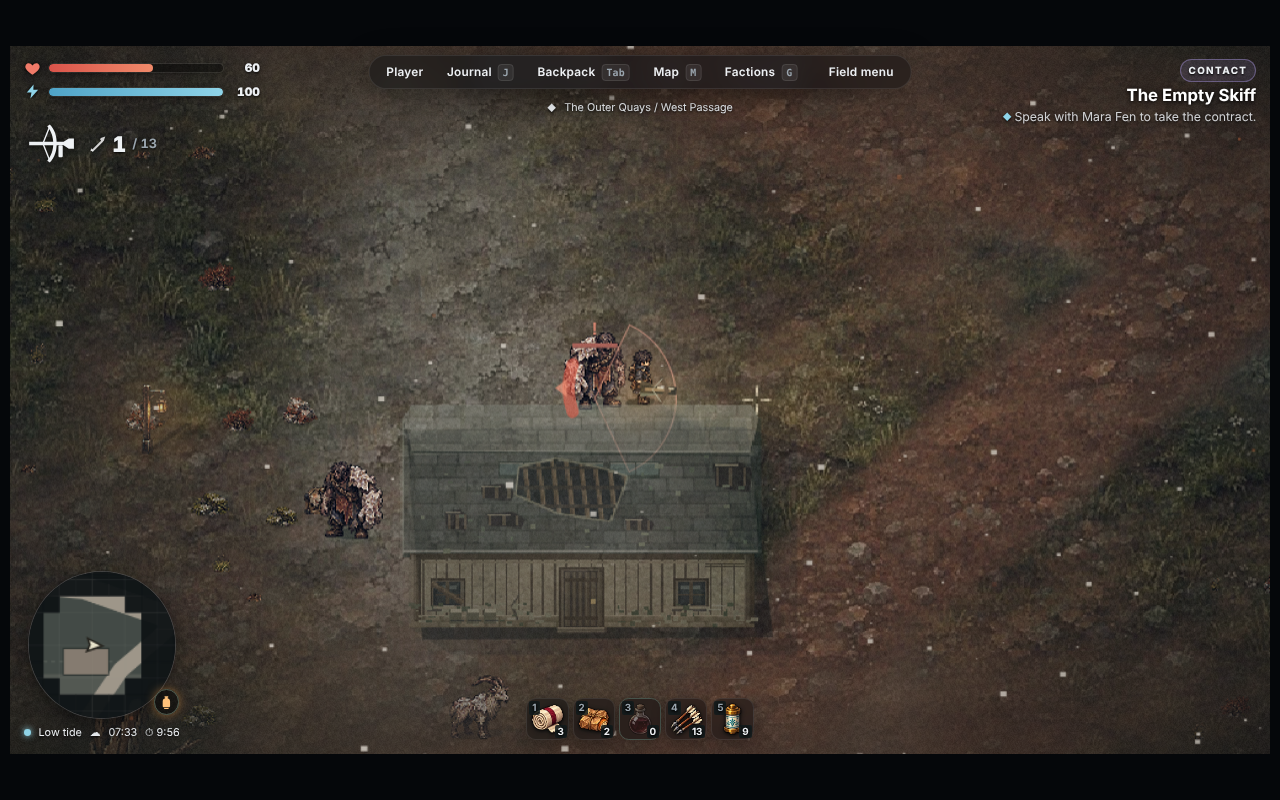 60
100
1 / 13
Player Journal J Backpack Tab Map M Factions G Field menu
The Outer Quays / West Passage
CONTACT
The Empty Skiff
Speak with Mara Fen to take the contract.
Low tide 07:33 9:56
1 3 2 2 3 0 4 13 5 9